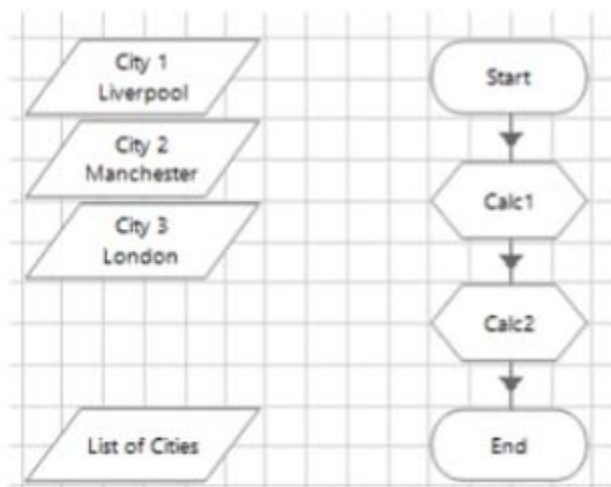 City 1
Liverpool
City 2
Manchester
City 3
London
List of Cities
Start
Calc1
Calc2
End